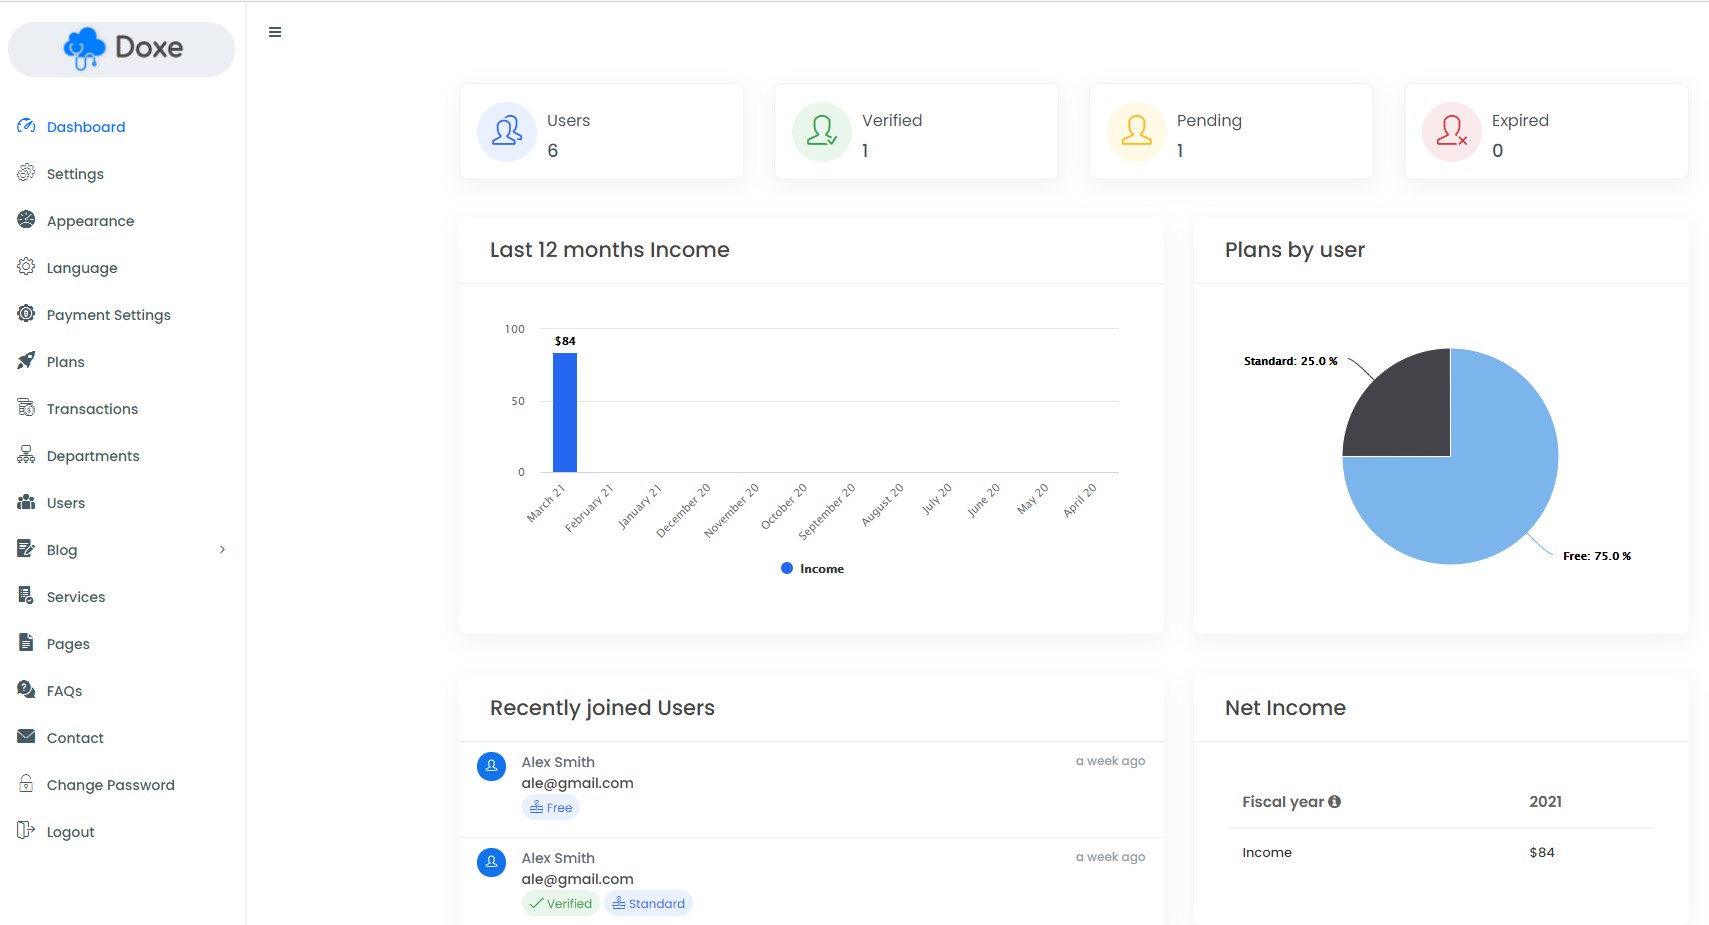 Doxe
Dashboard
Settings
Appearance
Language
Payment Settings
Plans
Transactions
Departments
Users
Blog
Services
Pages
FAQs
Contact
Change Password
Logout
Users
6
Verified
1
Pending
1
Expired
0
Last 12 months Income
100
$84
50
0
March 21
February 21
January 21
December 20
November 20
October 20
September 20
August 20
July 20
June 20
May 20
April 20
Income
Plans by user
Standard: 25.0 %
Free: 75.0 %
Recently joined Users
Alex Smith
a week ago
ale@gmail.com
Free
Alex Smith
a week ago
ale@gmail.com
Verified Standard
Net Income
Fiscal year 2021
Income $84